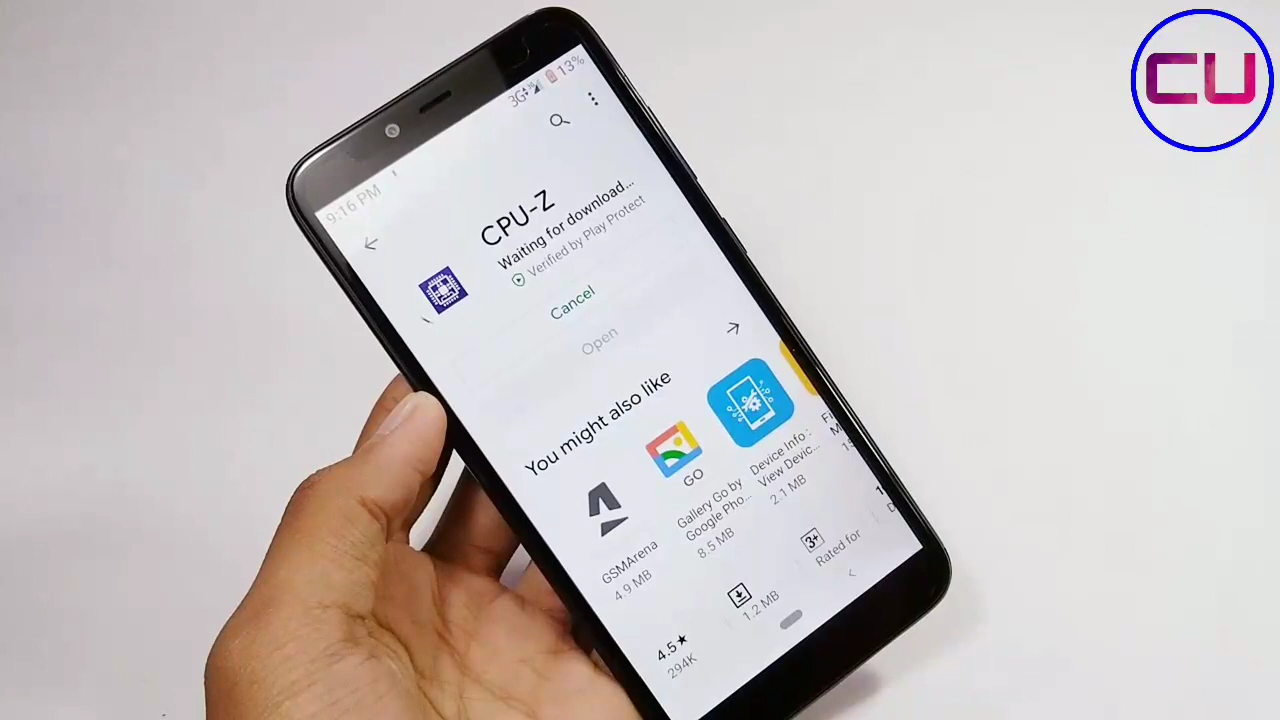 CU
9:16 PM
3G+ 13%
CPU-Z
Waiting for download...
Verified by Play Protect
Cancel
Open
You might also like
GSMArena
4.9 MB
GO
Gallery Go by
Google Pho...
8.5 MB
Device Info :
View Devic...
2.1 MB
4.5★
294K
1.2 MB
3+
Rated for